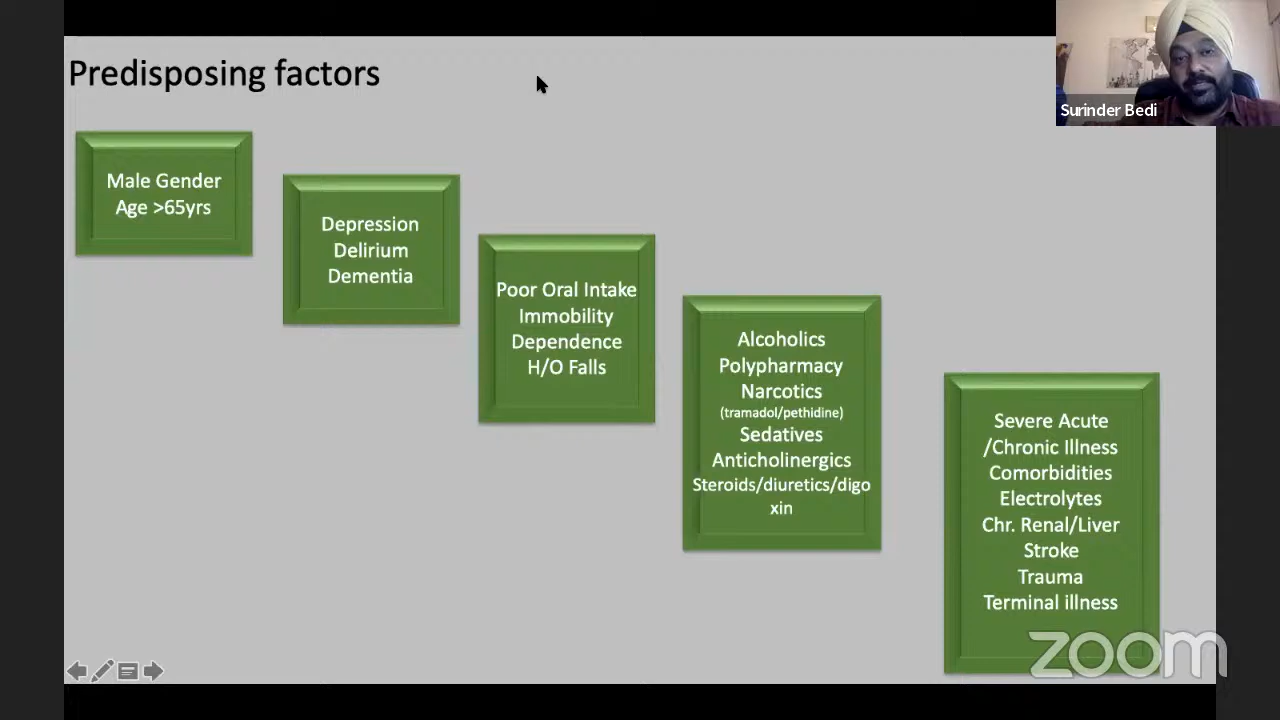 Predisposing factors
Surinder Bedi
Male Gender
Age >65yrs
Depression
Delirium
Dementia
Poor Oral Intake
Immobility
Dependence
H/O Falls
Alcoholics
Polypharmacy
Narcotics
(tramadol/pethidine)
Sedatives
Anticholinergics
Steroids/diuretics/digo
xin
Severe Acute
/Chronic Illness
Comorbidities
Electrolytes
Chr. Renal/Liver
Stroke
Trauma
Terminal illness
zoom